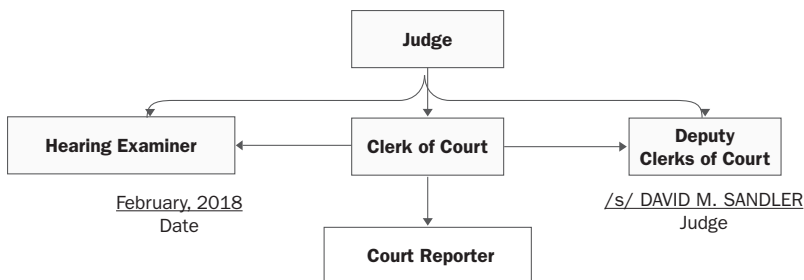 Judge
Hearing Examiner
Clerk of Court
Deputy
Clerks of Court
February, 2018
Date
/s/ DAVID M. SANDLER
Judge
Court Reporter